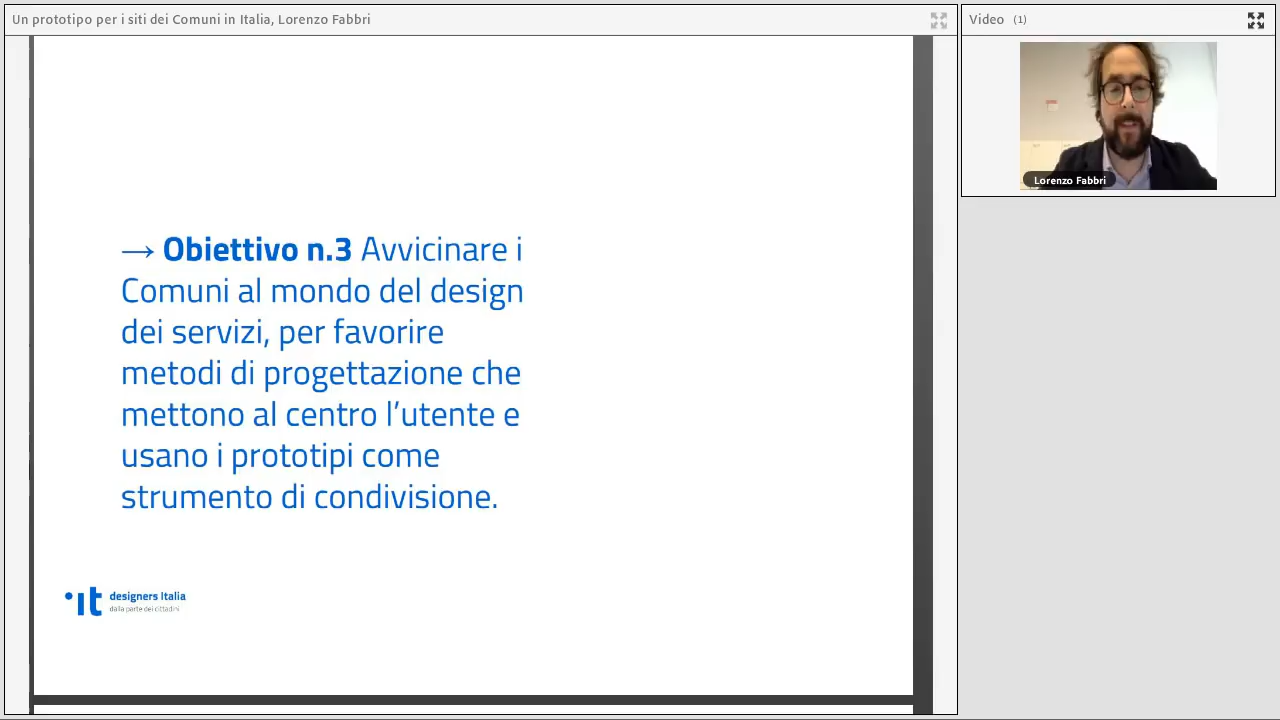 Un prototipo per i siti dei Comuni in Italia, Lorenzo Fabbri
Video (1)
Lorenzo Fabbri
→ Obiettivo n.3 Avvicinare i
Comuni al mondo del design
dei servizi, per favorire
metodi di progettazione che
mettono al centro l’utente e
usano i prototipi come
strumento di condivisione.
it designers Italia
dalla parte dei cittadini